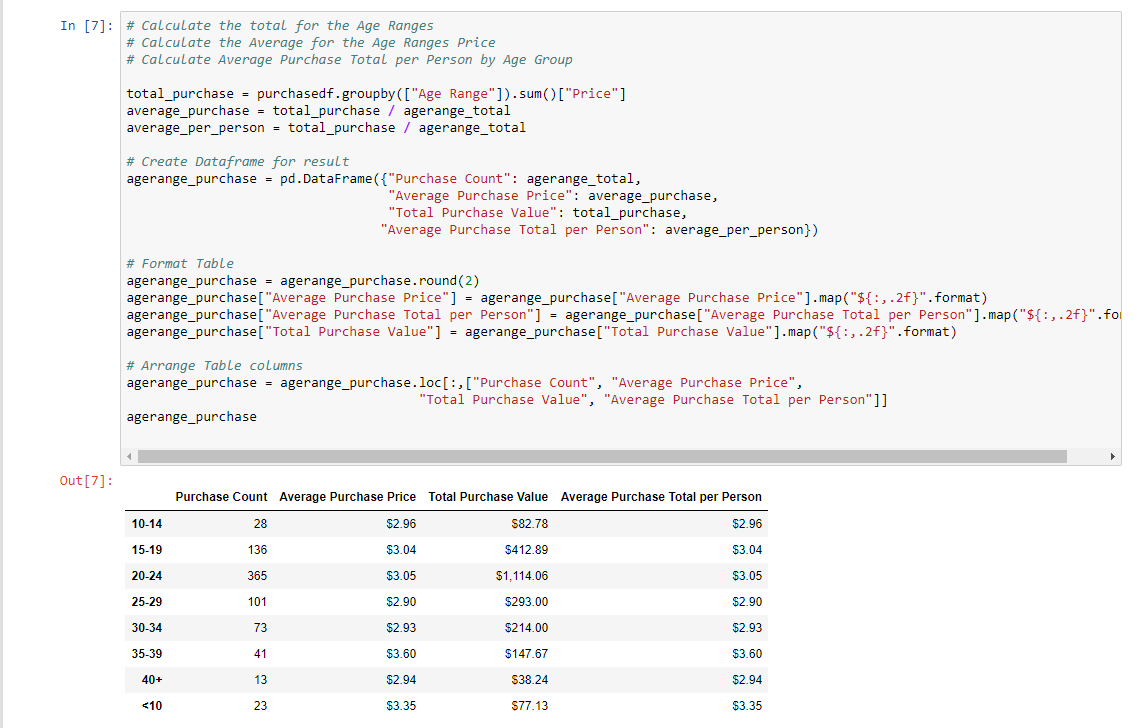 In [7]: # Calculate the total for the Age Ranges
# Calculate the Average for the Age Ranges Price
# Calculate Average Purchase Total per Person by Age Group
total_purchase = purchasedf.groupby(["Age Range"]).sum()["Price"]
average_purchase = total_purchase / agerange_total
average_per_person = total_purchase / agerange_total
# Create Dataframe for result
agerange_purchase = pd.DataFrame({"Purchase Count": agerange_total,
"Average Purchase Price": average_purchase,
"Total Purchase Value": total_purchase,
"Average Purchase Total per Person": average_per_person})
# Format Table
agerange_purchase = agerange_purchase.round(2)
agerange_purchase["Average Purchase Price"] = agerange_purchase["Average Purchase Price"].map("${:,.2f}".format)
agerange_purchase["Average Purchase Total per Person"] = agerange_purchase["Average Purchase Total per Person"].map("${:,.2f}".fo
agerange_purchase["Total Purchase Value"] = agerange_purchase["Total Purchase Value"].map("${:,.2f}".format)
# Arrange Table columns
agerange_purchase = agerange_purchase.loc[:,["Purchase Count", "Average Purchase Price",
"Total Purchase Value", "Average Purchase Total per Person"]]
agerange_purchase
Out[7]:
Purchase Count Average Purchase Price Total Purchase Value Average Purchase Total per Person
10-14 28 $2.96 $82.78 $2.96
15-19 136 $3.04 $412.89 $3.04
20-24 365 $3.05 $1,114.06 $3.05
25-29 101 $2.90 $293.00 $2.90
30-34 73 $2.93 $214.00 $2.93
35-39 41 $3.60 $147.67 $3.60
40+ 13 $2.94 $38.24 $2.94
<10 23 $3.35 $77.13 $3.35